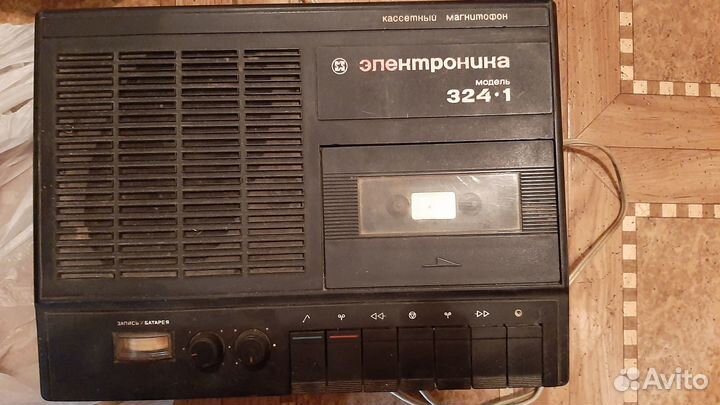 кассетный магнитофон
электроника
модель
324·1
запись/батарея
Avito